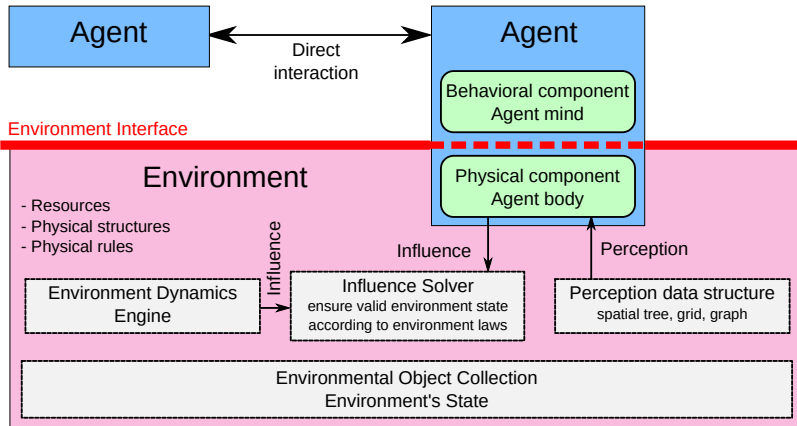 Agent
Agent
Direct
interaction
Behavioral component
Agent mind
Environment Interface
Environment
Physical component
Agent body
- Resources
- Physical structures
- Physical rules
Influence
Influence
Perception
Environment Dynamics
Engine
Influence Solver
ensure valid environment state
according to environment laws
Perception data structure
spatial tree, grid, graph
Environmental Object Collection
Environment's State